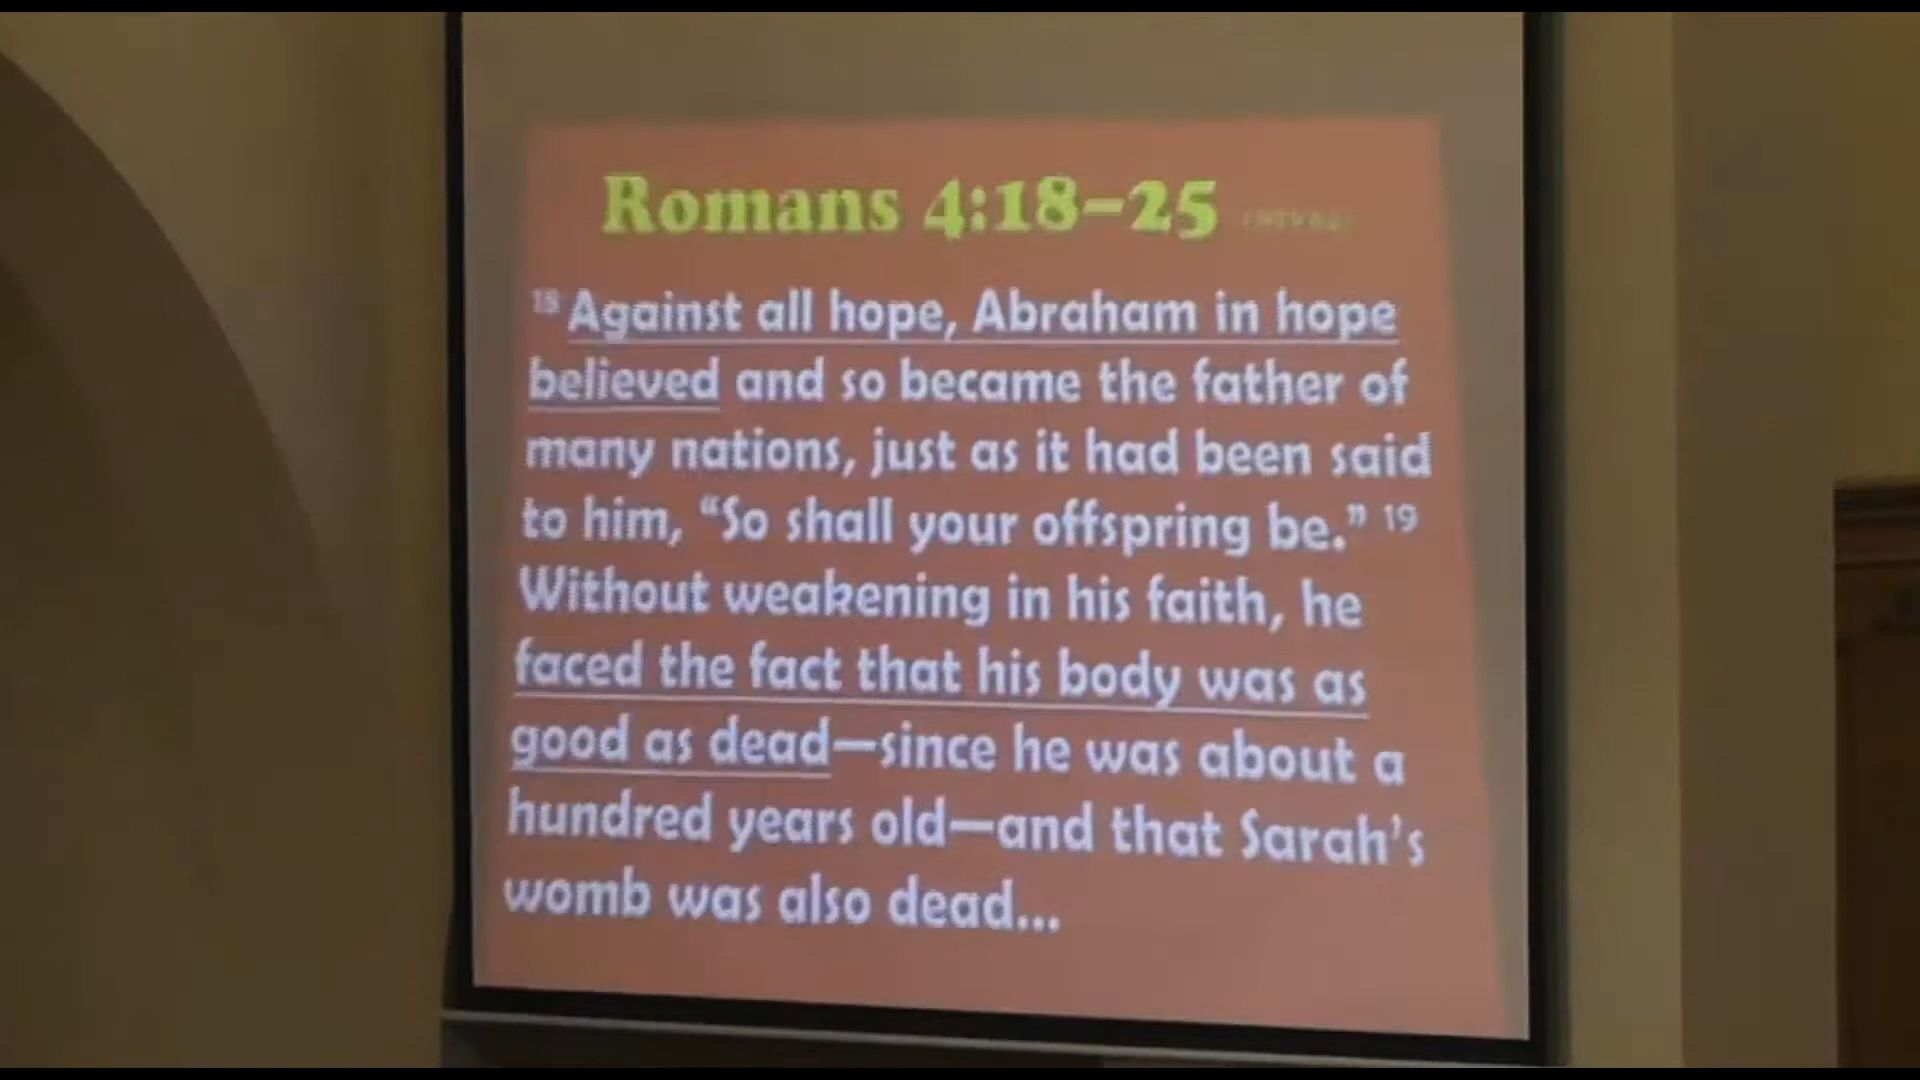 Romans 4:18–25
18 Against all hope, Abraham in hope
believed and so became the father of
many nations, just as it had been said
to him, “So shall your offspring be.” 19
Without weakening in his faith, he
faced the fact that his body was as
good as dead—since he was about a
hundred years old—and that Sarah’s
womb was also dead...